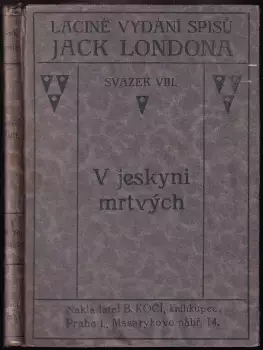 LACINÉ VYDÁNÍ SPISŮ
JACK LONDONA
SVAZEK VIII.
V jeskyni
mrtvých
Nakladatel B. KOČÍ, knihkupec,
Praha I., Masarykovo nábř. 14.